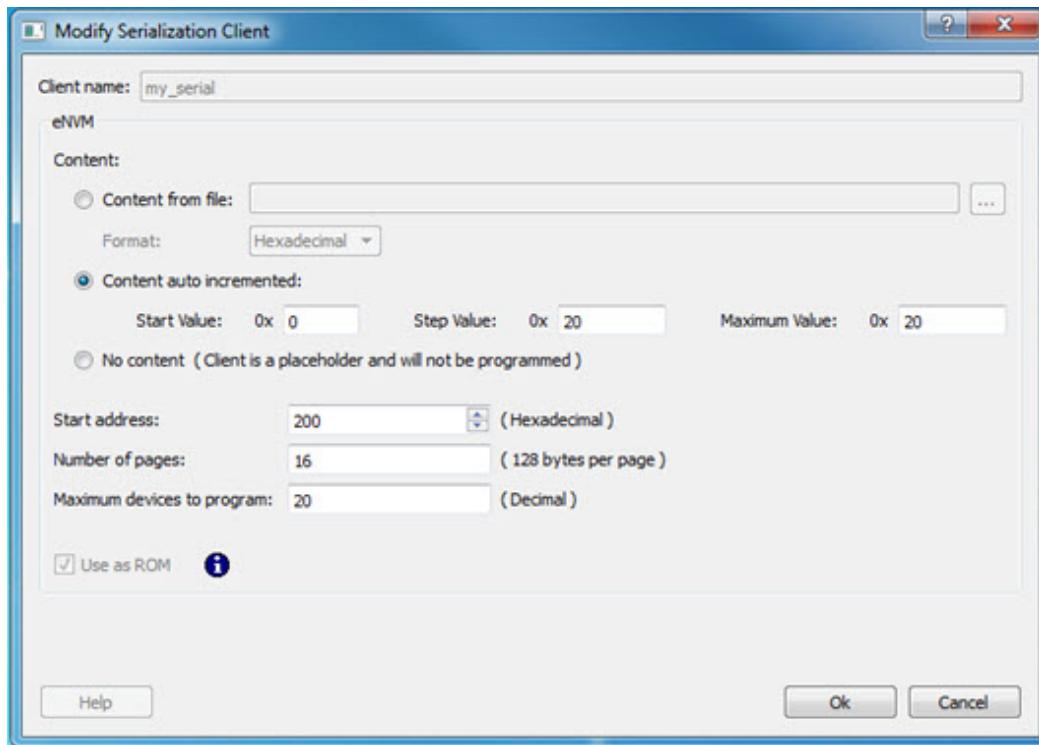 Modify Serialization Client
Client name: my_serial
eNVM
Content:
Content from file: ...
Format: Hexadecimal
Content auto incremented:
Start Value: 0x 0 Step Value: 0x 20 Maximum Value: 0x 20
No content ( Client is a placeholder and will not be programmed )
Start address: 200 ( Hexadecimal )
Number of pages: 16 ( 128 bytes per page )
Maximum devices to program: 20 ( Decimal )
Use as ROM i
Help Ok Cancel